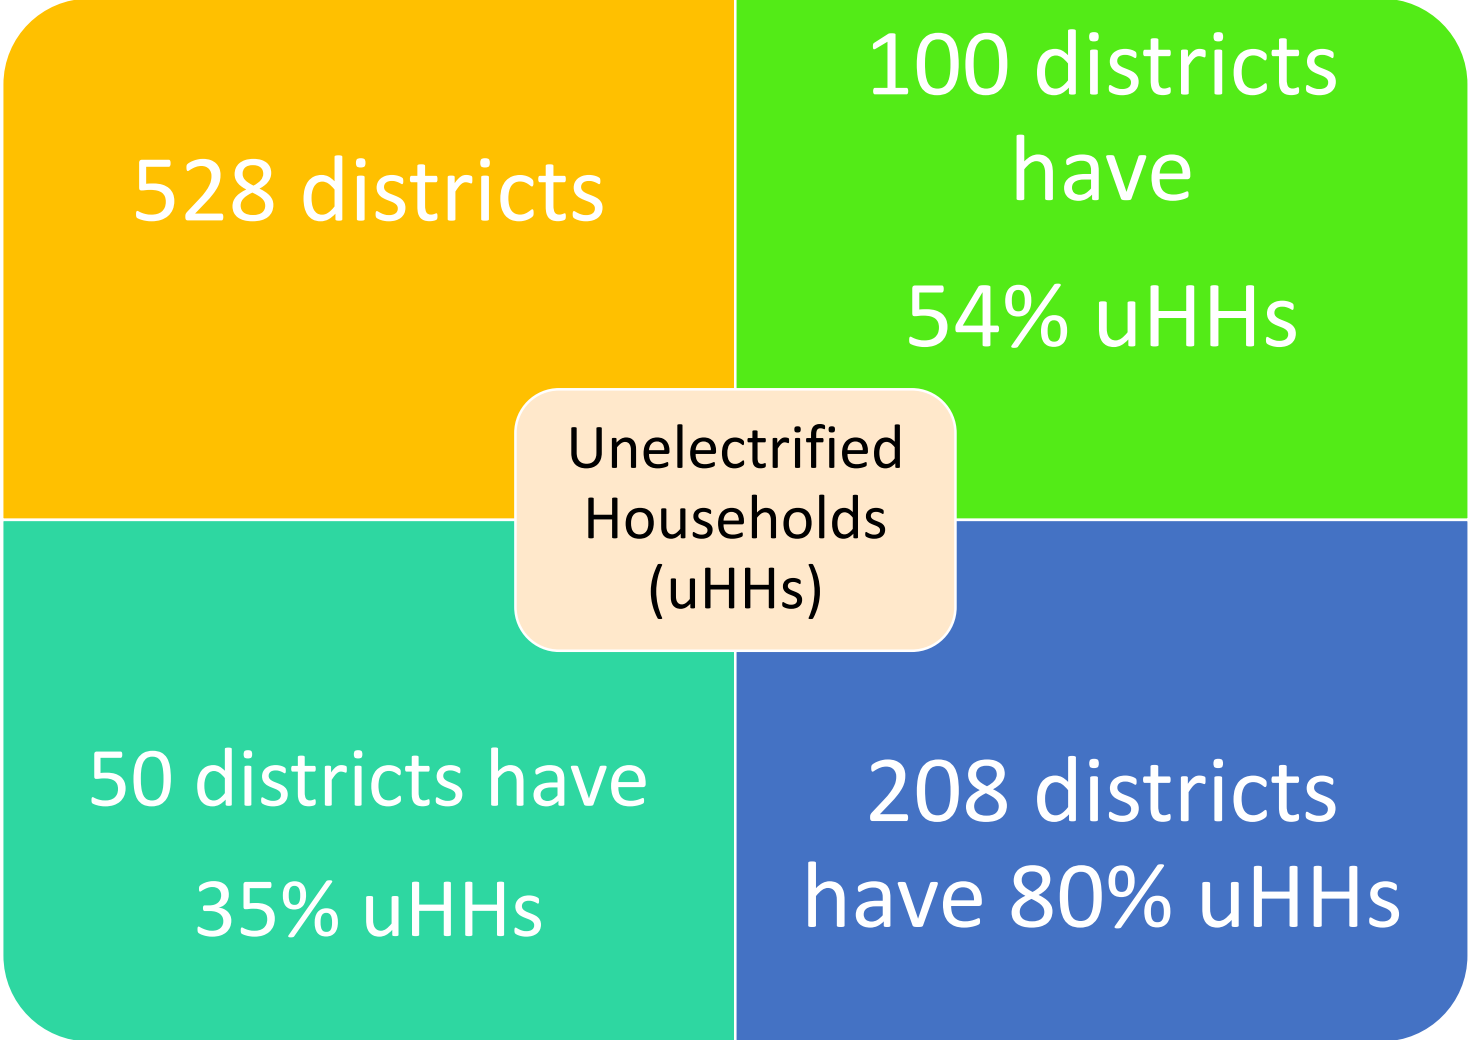 528 districts
100 districts
have
54% uHHs
Unelectrified
Households
(uHHs)
50 districts have
35% uHHs
208 districts
have 80% uHHs